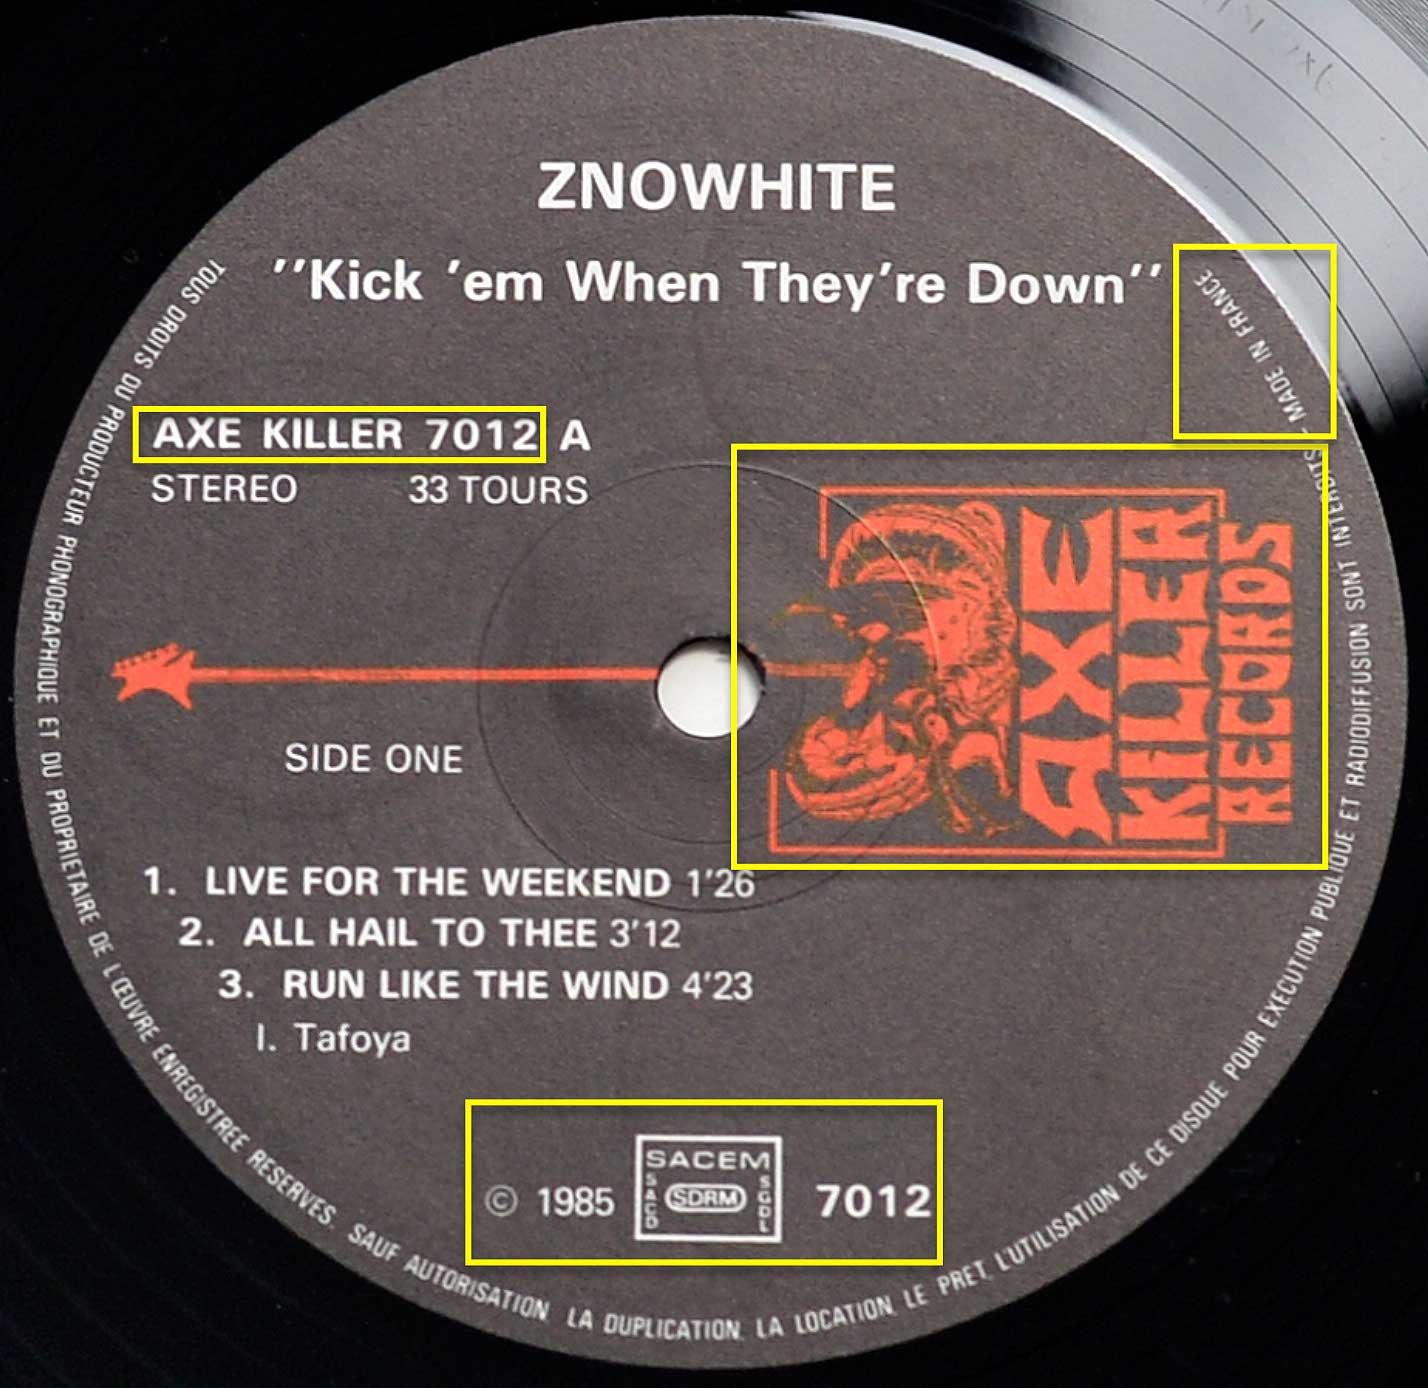 ZNOWHITE
''Kick 'em When They're Down''
AXE KILLER 7012 A
STEREO 33 TOURS
AXE
KILLER
RECORDS
SIDE ONE
1. LIVE FOR THE WEEKEND 1'26
2. ALL HAIL TO THEE 3'12
3. RUN LIKE THE WIND 4'23
I. Tafoya
© 1985 SACEM SACD SDRM SGDL 7012
TOUS DROITS DU PRODUCTEUR PHONOGRAPHIQUE ET DU PROPRIETAIRE DE L'ŒUVRE ENREGISTREE RESERVES. SAUF AUTORISATION. LA DUPLICATION. LA LOCATION. LE PRET. L'UTILISATION DE CE DISQUE POUR EXECUTION PUBLIQUE ET RADIODIFFUSION SONT INTERDITS - MADE IN FRANCE